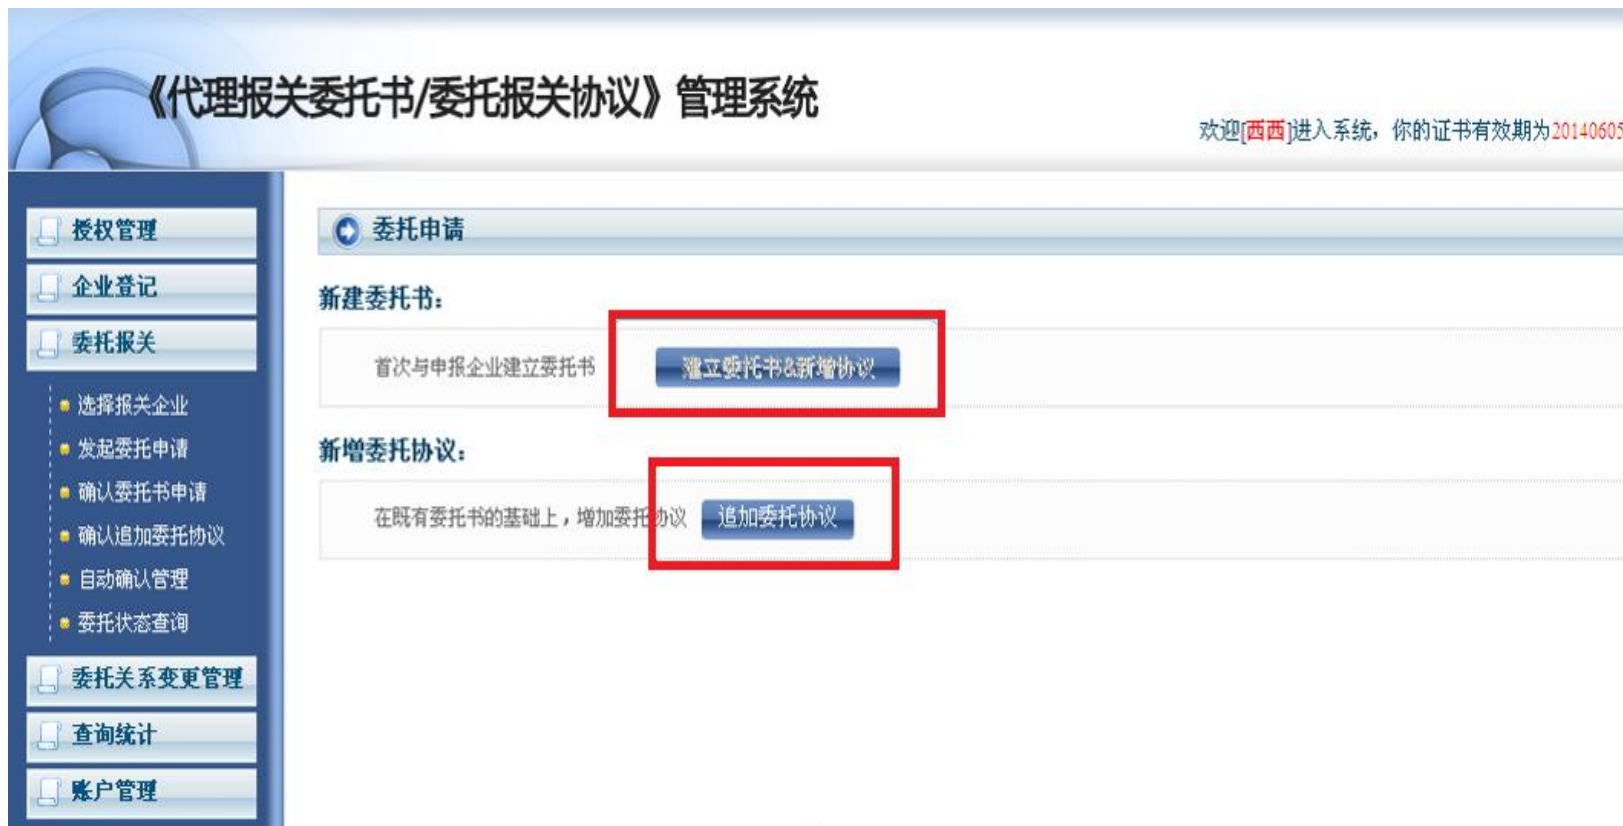 《代理报关委托书/委托报关协议》管理系统
欢迎[西西]进入系统，你的证书有效期为20140605
授权管理
企业登记
委托报关
选择报关企业
发起委托申请
确认委托书申请
确认追加委托协议
自动确认管理
委托状态查询
委托关系变更管理
查询统计
账户管理
委托申请
新建委托书：
首次与申报企业建立委托书 建立委托书&新增协议
新增委托协议：
在既有委托书的基础上，增加委托协议 追加委托协议